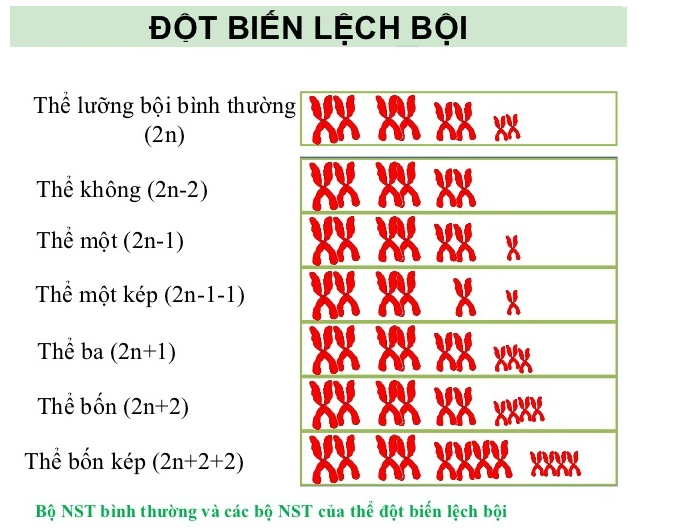 ĐỘT BIẾN LỆCH BỘI
Thể lưỡng bội bình thường
(2n)
Thể không (2n-2)
Thể một (2n-1)
Thể một kép (2n-1-1)
Thể ba (2n+1)
Thể bốn (2n+2)
Thể bốn kép (2n+2+2)
Bộ NST bình thường và các bộ NST của thể đột biến lệch bội